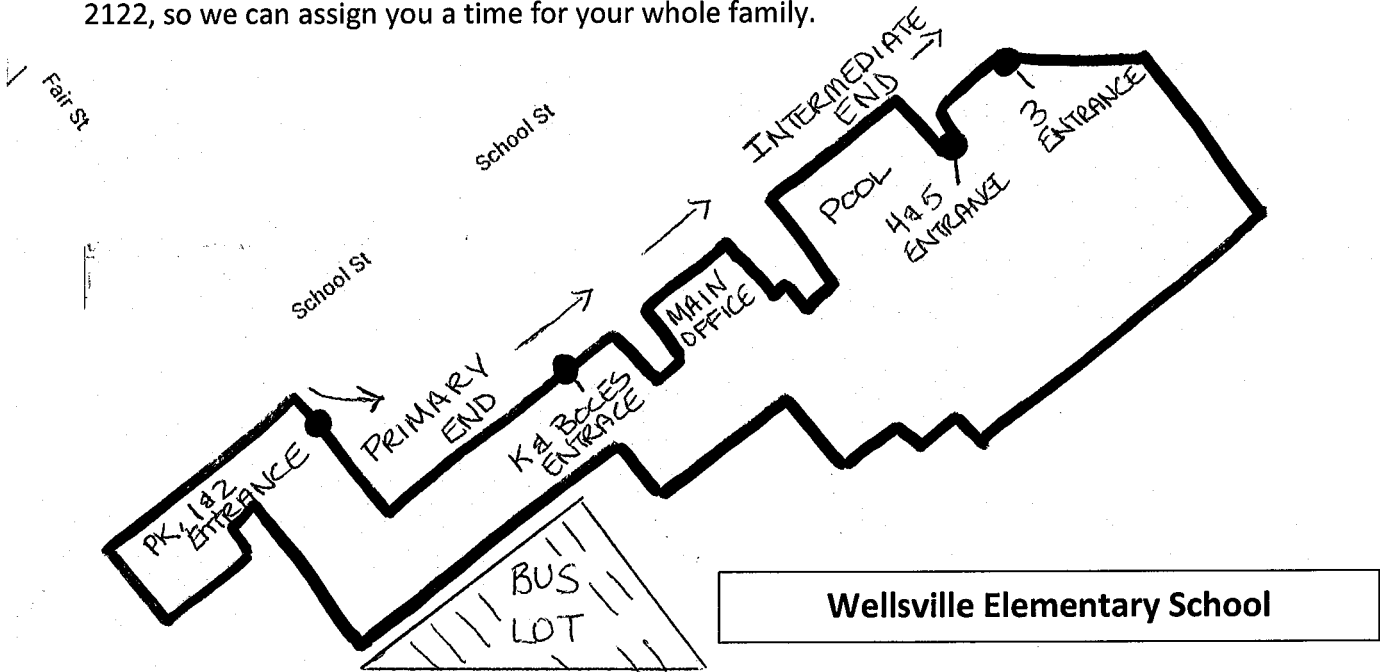 2122, so we can assign you a time for your whole family.
Fair St
School St
INTERMEDIATE
END
3
ENTRANCE
POOL
4&5
ENTRANCE
School St
MAIN
OFFICE
PRIMARY
END
K& BOCES
ENTRACE
PK, 1&2
ENTRANCE
BUS
LOT
Wellsville Elementary School